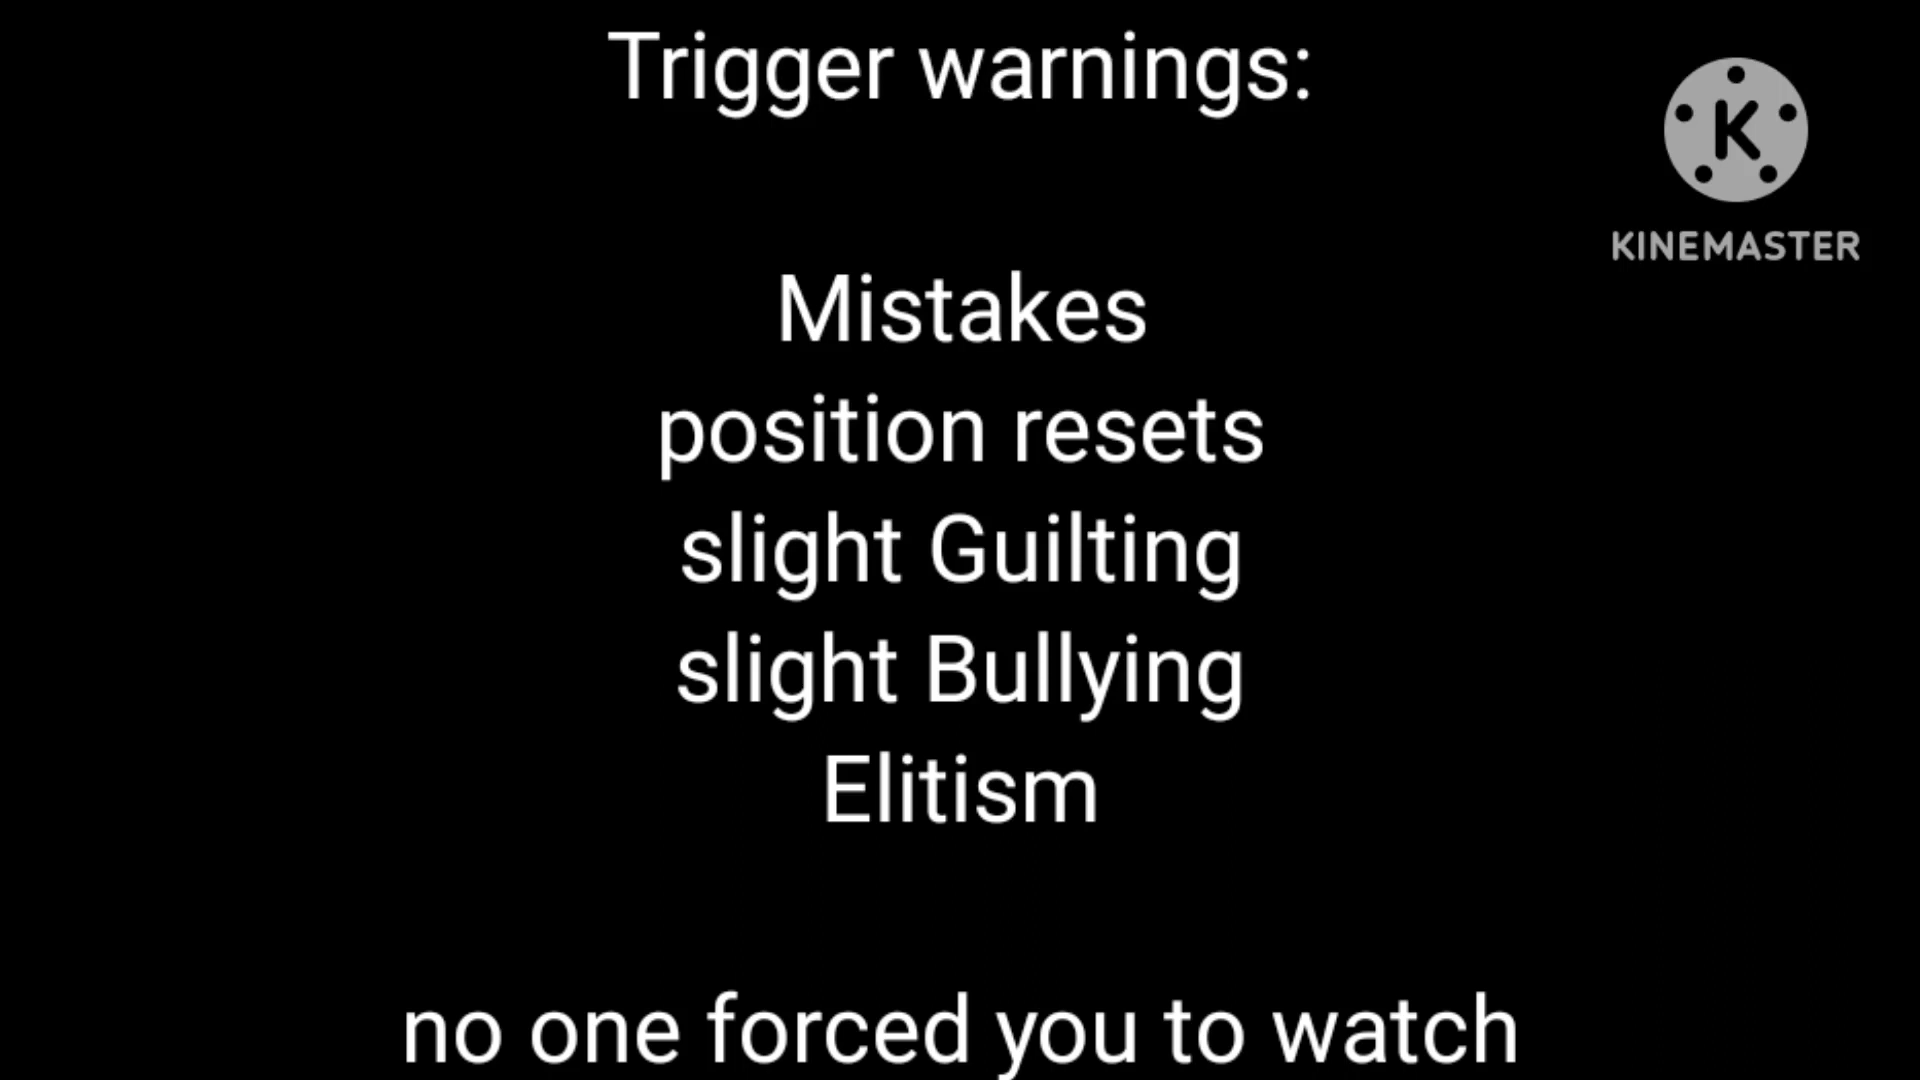 Trigger warnings:
K
KINEMASTER
Mistakes
position resets
slight Guilting
slight Bullying
Elitism
no one forced you to watch